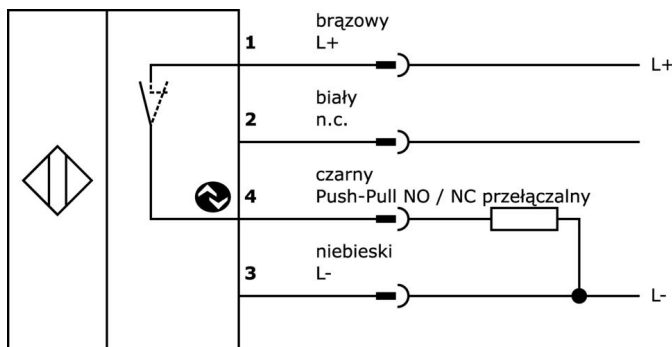 brązowy
1 L+
L+
biały
2 n.c.
czarny
4 Push-Pull NO / NC przełączalny
niebieski
3 L-
L-